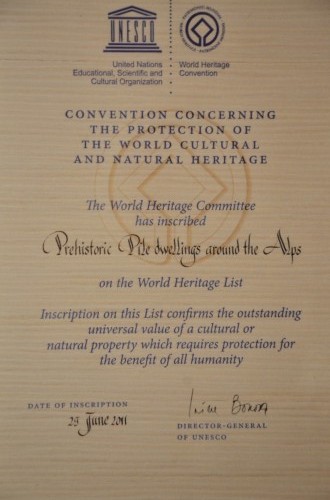 UNESCO
United Nations
Educational, Scientific and
Cultural Organization
World Heritage
Convention
CONVENTION CONCERNING
THE PROTECTION OF
THE WORLD CULTURAL
AND NATURAL HERITAGE
The World Heritage Committee
has inscribed
Prehistoric Pile dwellings around the Alps
on the World Heritage List
Inscription on this List confirms the outstanding
universal value of a cultural or
natural property which requires protection for
the benefit of all humanity
DATE OF INSCRIPTION
28 June 2011
Irina Bokova
DIRECTOR-GENERAL
OF UNESCO